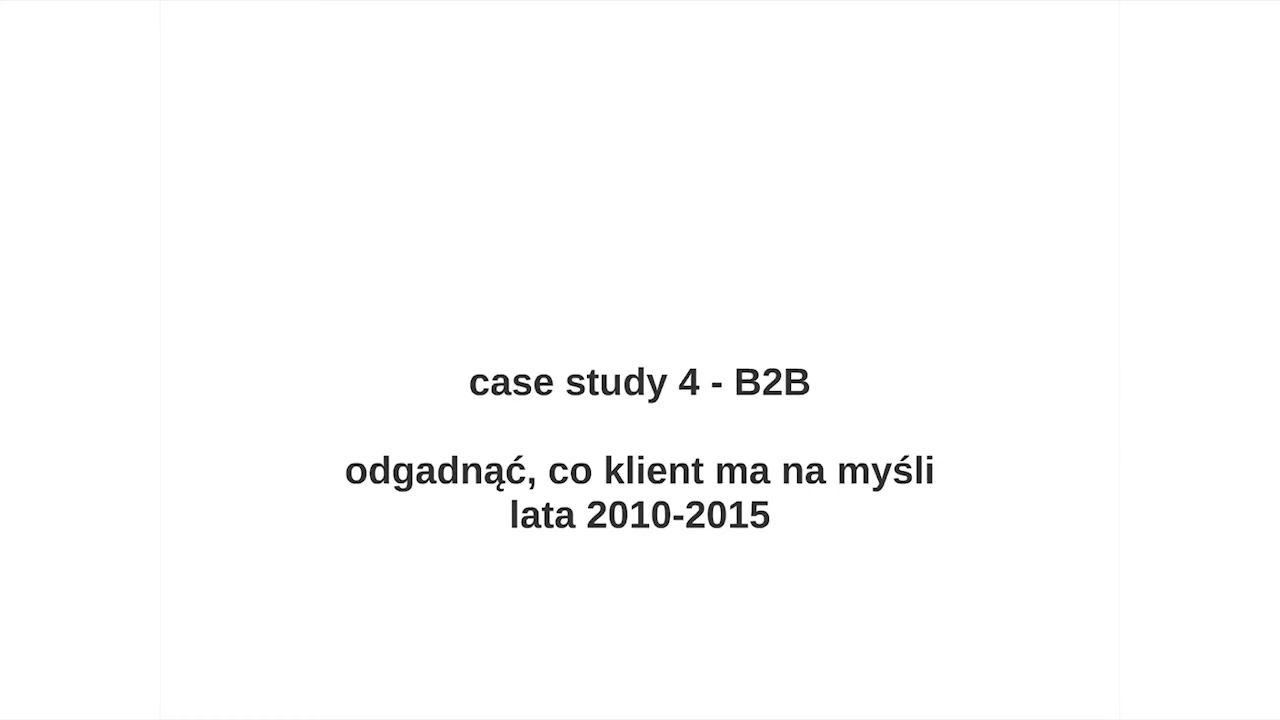 case study 4 - B2B
odgadnąć, co klient ma na myśli
lata 2010-2015